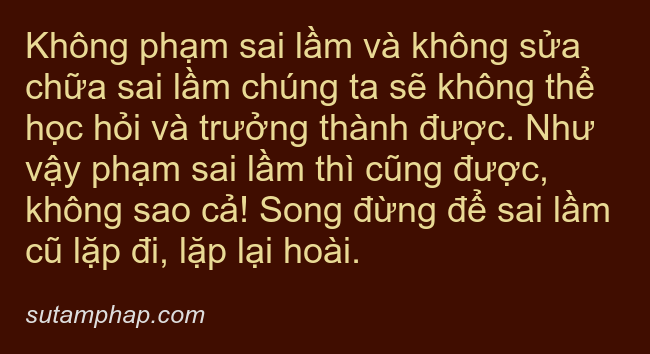 Không phạm sai lầm và không sửa
chữa sai lầm chúng ta sẽ không thể
học hỏi và trưởng thành được. Như
vậy phạm sai lầm thì cũng được,
không sao cả! Song đừng để sai lầm
cũ lặp đi, lặp lại hoài.
sutamphap.com